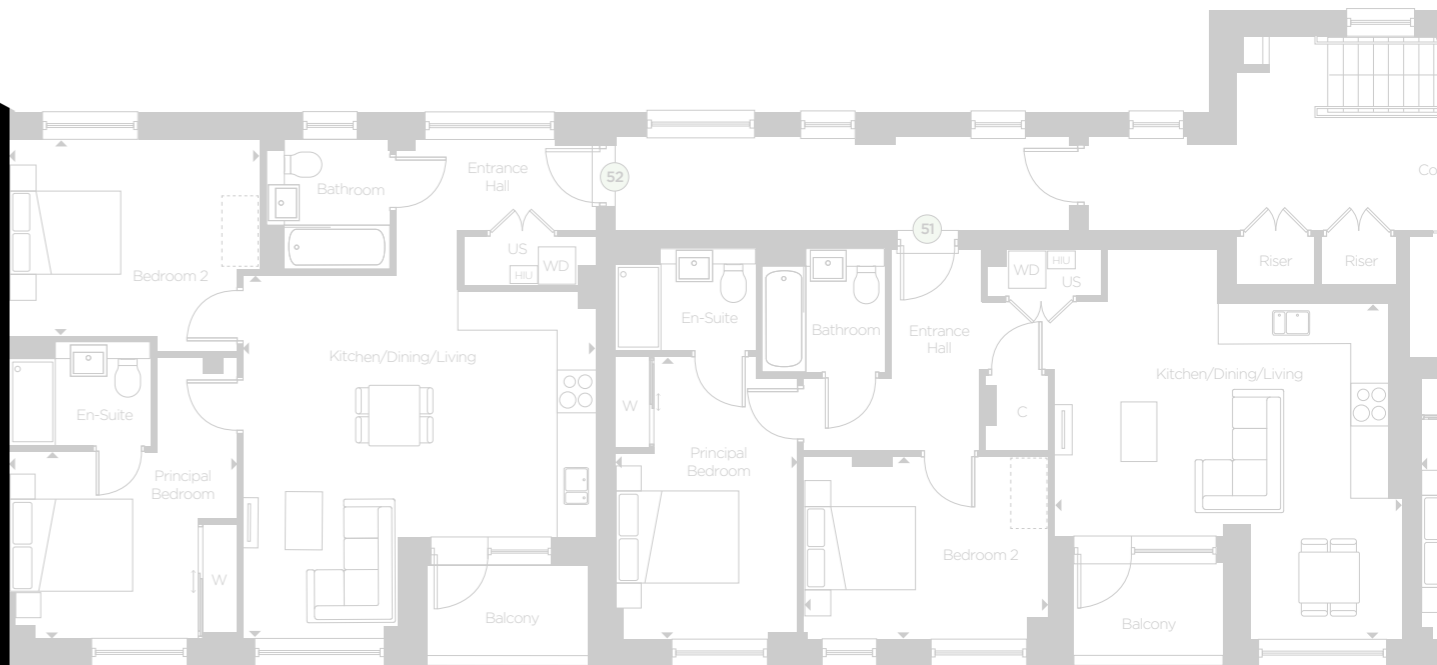 Entrance
Hall
52
Bathroom
Co
51
US
HIU
WD
Bedroom 2
WD
HIU
US
Riser
Riser
En-Suite
Bathroom
Entrance
Hall
Kitchen/Dining/Living
Kitchen/Dining/Living
En-Suite
W
C
Principal
Bedroom
Principal
Bedroom
Bedroom 2
W
Balcony
Balcony